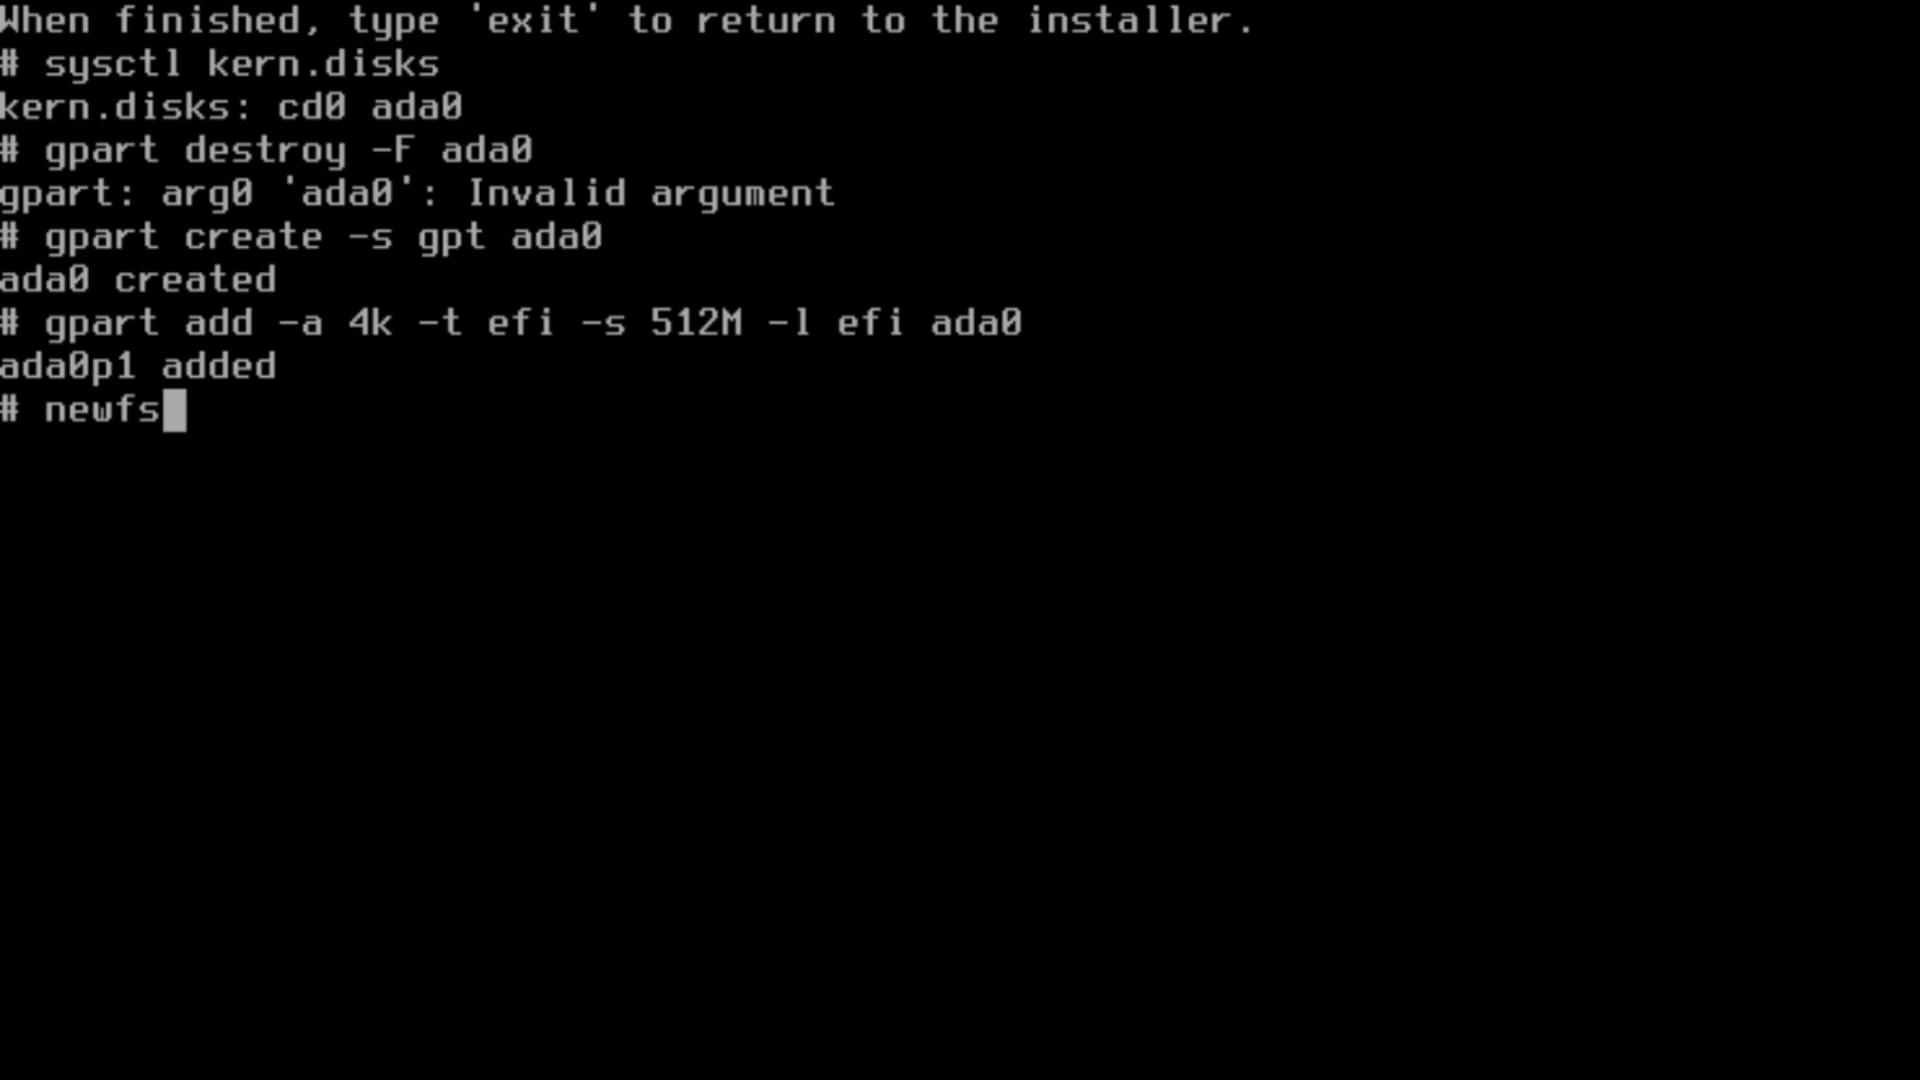 When finished, type 'exit' to return to the installer.
# sysctl kern.disks
kern.disks: cd0 ada0
# gpart destroy -F ada0
gpart: arg0 'ada0': Invalid argument
# gpart create -s gpt ada0
ada0 created
# gpart add -a 4k -t efi -s 512M -l efi ada0
ada0p1 added
# newfs